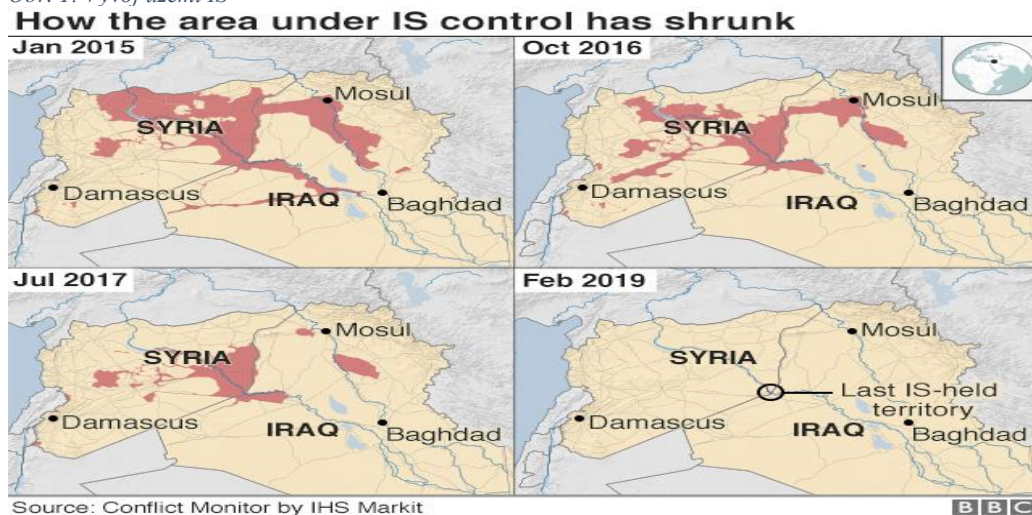 How the area under IS control has shrunk
Jan 2015
Mosul
SYRIA
Damascus
IRAQ
Baghdad
Oct 2016
Mosul
SYRIA
Damascus
IRAQ
Baghdad
Jul 2017
Mosul
SYRIA
Damascus
IRAQ
Baghdad
Feb 2019
Mosul
SYRIA
Last IS-held
territory
Damascus
IRAQ
Baghdad
Source: Conflict Monitor by IHS Markit
BBC